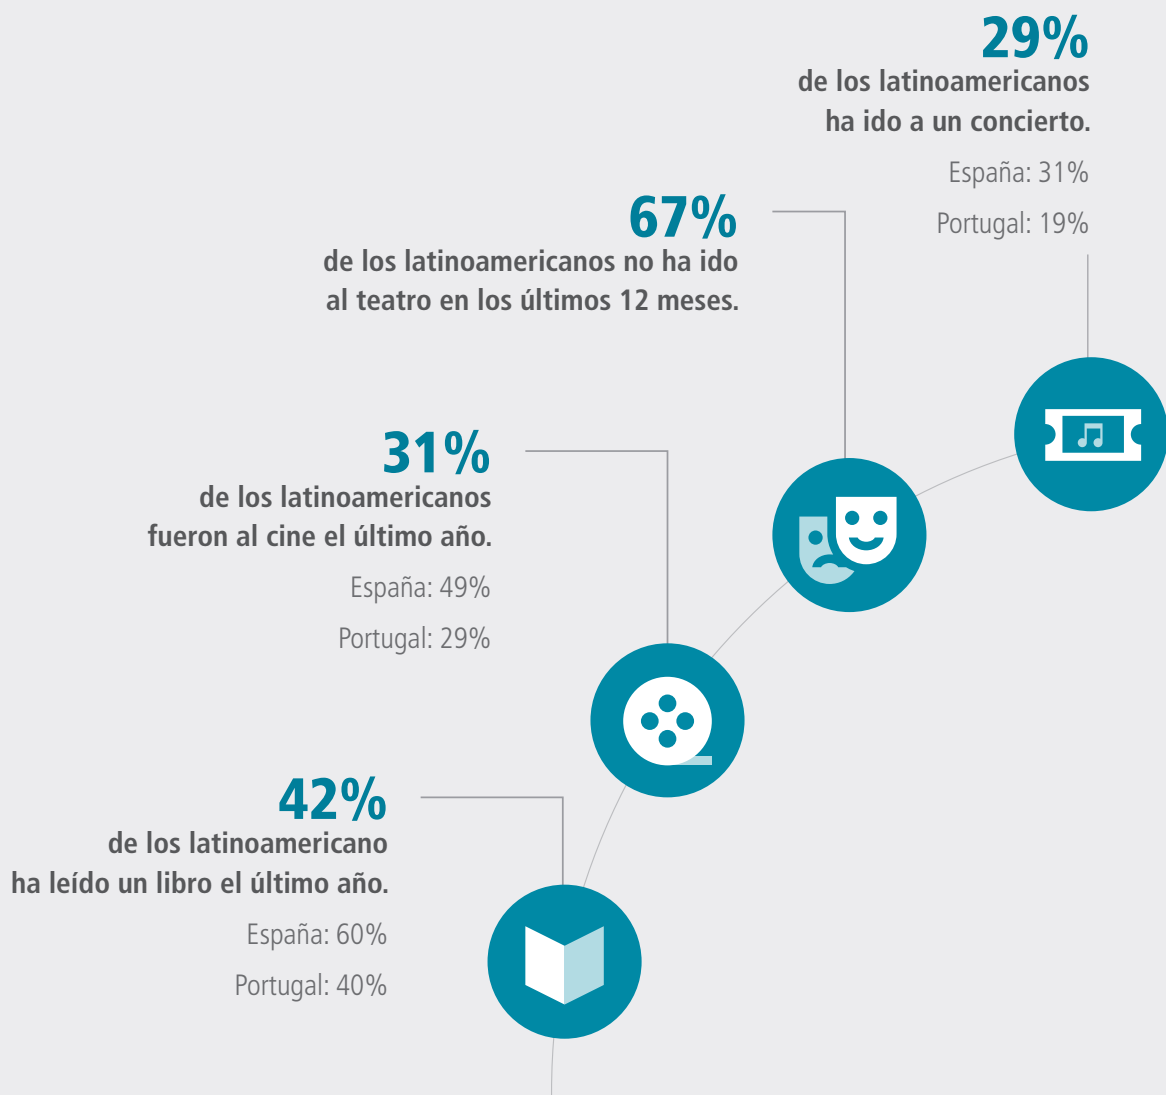 29%
de los latinoamericanos
ha ido a un concierto.
España: 31%
Portugal: 19%
67%
de los latinoamericanos no ha ido
al teatro en los últimos 12 meses.
31%
de los latinoamericanos
fueron al cine el último año.
España: 49%
Portugal: 29%
42%
de los latinoamericano
ha leído un libro el último año.
España: 60%
Portugal: 40%